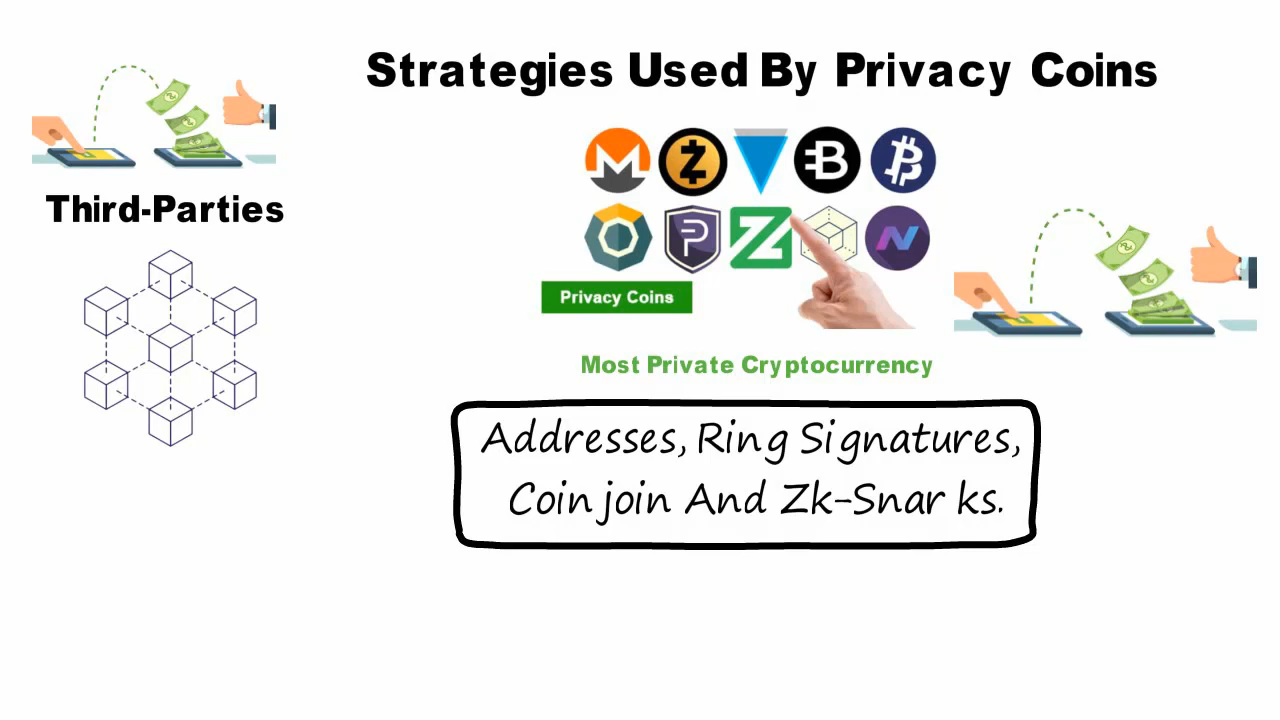 Strategies Used By Privacy Coins
Third-Parties
Privacy Coins
Most Private Cryptocurrency
Addresses, Ring Signatures,
Coin join And Zk-Snar ks.